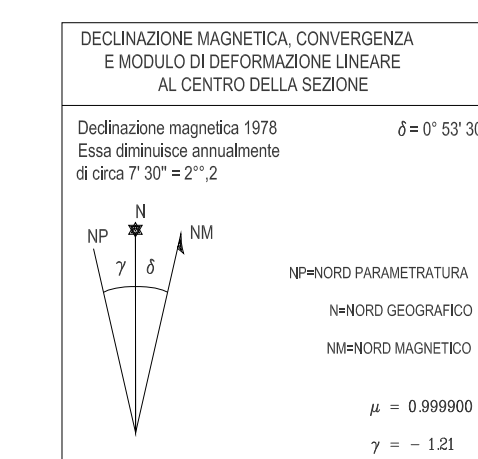 DECLINAZIONE MAGNETICA, CONVERGENZA
E MODULO DI DEFORMAZIONE LINEARE
AL CENTRO DELLA SEZIONE
Declinazione magnetica 1978 δ = 0° 53' 30
Essa diminuisce annualmente
di circa 7' 30" = 2°°,2
N
NP NM
γ δ
NP=NORD PARAMETRATURA
N=NORD GEOGRAFICO
NM=NORD MAGNETICO
μ = 0.999900
γ = – 1.21